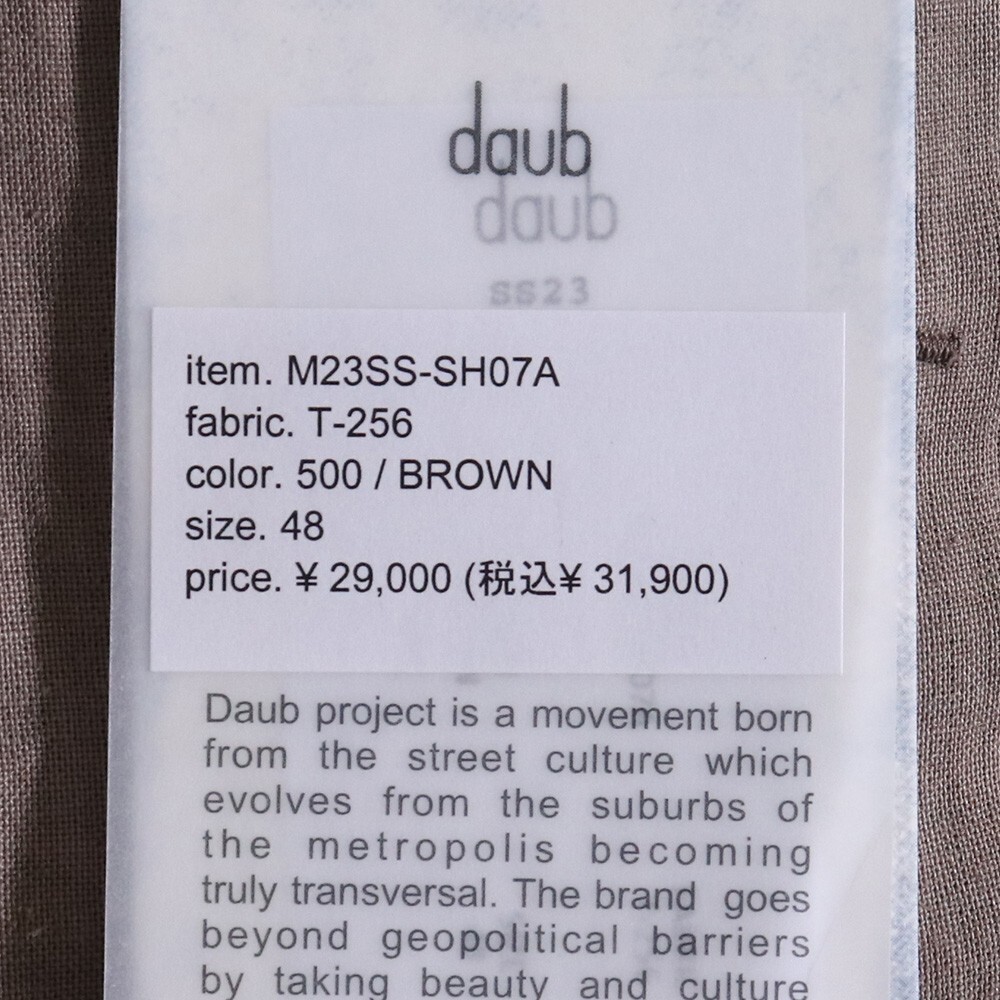 daub
daub
ss23
item. M23SS-SH07A
fabric. T-256
color. 500 / BROWN
size. 48
price. ¥ 29,000 (税込¥ 31,900)
Daub project is a movement born
from the street culture which
evolves from the suburbs of
the metropolis becoming
truly transversal. The brand goes
beyond geopolitical barriers
by taking beauty and culture